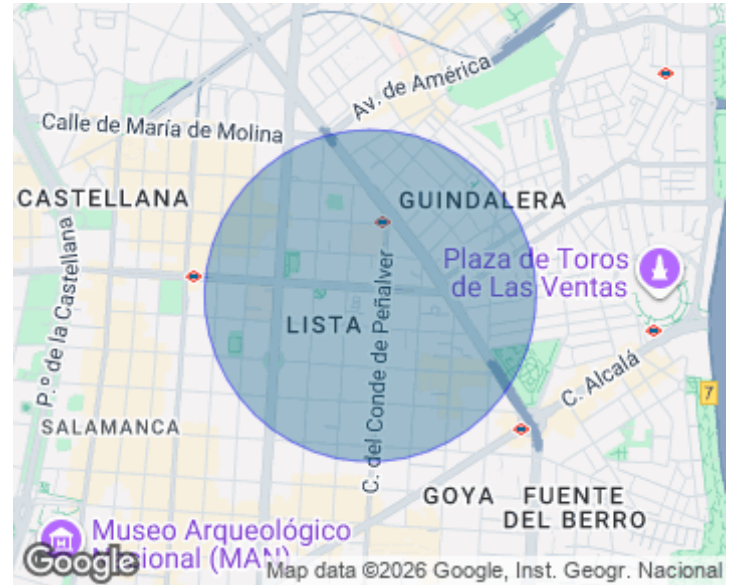 Av. de América
Calle de María de Molina
CASTELLANA
GUINDALERA
P.º de la Castellana
Plaza de Toros
de Las Ventas
C. del Conde de Peñalver
LISTA
C. Alcalá
7
SALAMANCA
GOYA
FUENTE
DEL BERRO
Museo Arqueológico
Nacional (MAN)
Google
Map data ©2026 Google, Inst. Geogr. Nacional